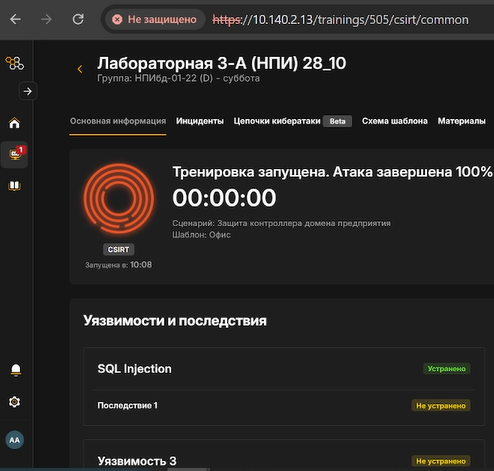 Не защищено https://10.140.2.13/trainings/505/csirt/common
Лабораторная 3-А (НПИ) 28_10
Группа: НПИбд-01-22 (D) - суббота
Основная информация Инциденты Цепочки кибератаки Beta Схема шаблона Материалы
1
Тренировка запущена. Атака завершена 100%
00:00:00
Сценарий: Защита контроллера домена предприятия
Шаблон: Офис
CSIRT
Запущена в: 10:08
Уязвимости и последствия
SQL Injection Устранено
Последствие 1 Не устранено
Уязвимость 3 Не устранено
AA